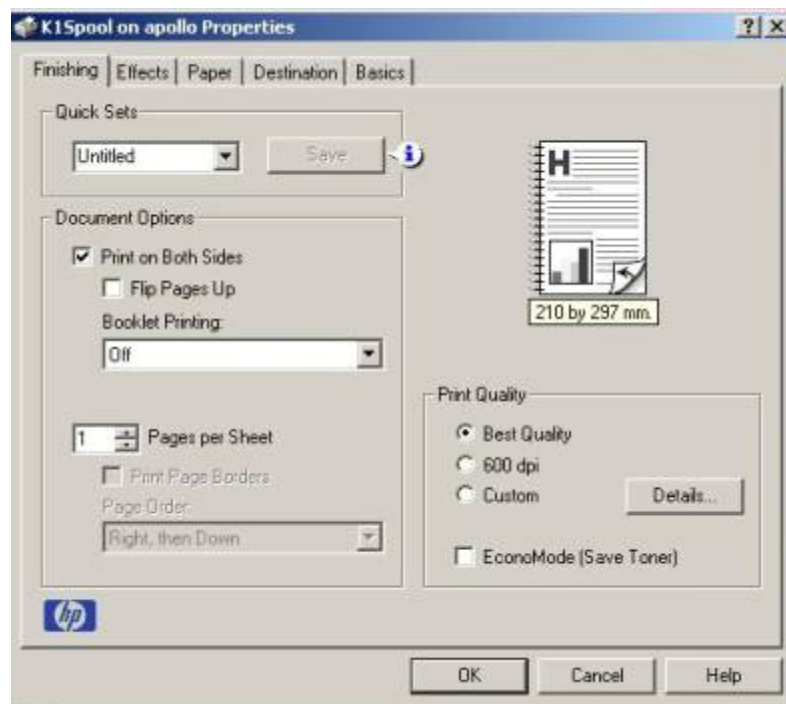 K1Spool on apollo Properties
Finishing Effects Paper Destination Basics
Quick Sets
Untitled Save
Document Options
Print on Both Sides
Flip Pages Up
Booklet Printing:
Off
1 Pages per Sheet
Print Page Borders
Page Order:
Right, then Down
H
210 by 297 mm.
Print Quality
Best Quality
600 dpi
Custom Details...
EconoMode (Save Toner)
hp
OK Cancel Help